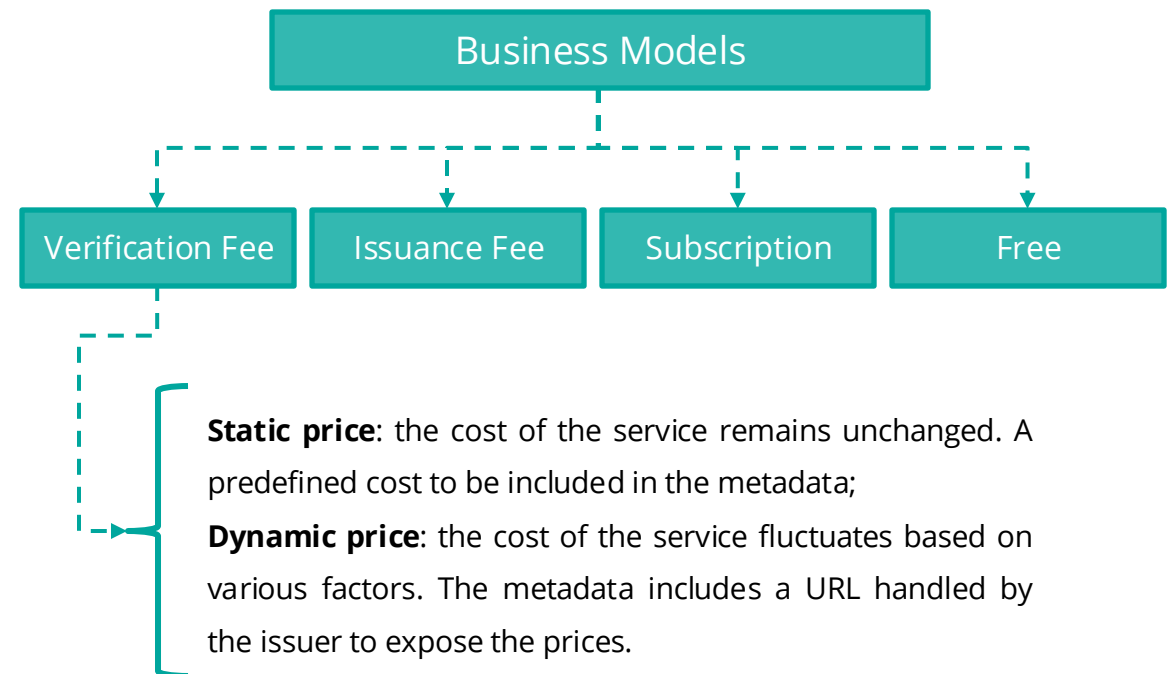 Business Models
Verification Fee
Issuance Fee
Subscription
Free
Static price: the cost of the service remains unchanged. A
predefined cost to be included in the metadata;
Dynamic price: the cost of the service fluctuates based on
various factors. The metadata includes a URL handled by
the issuer to expose the prices.